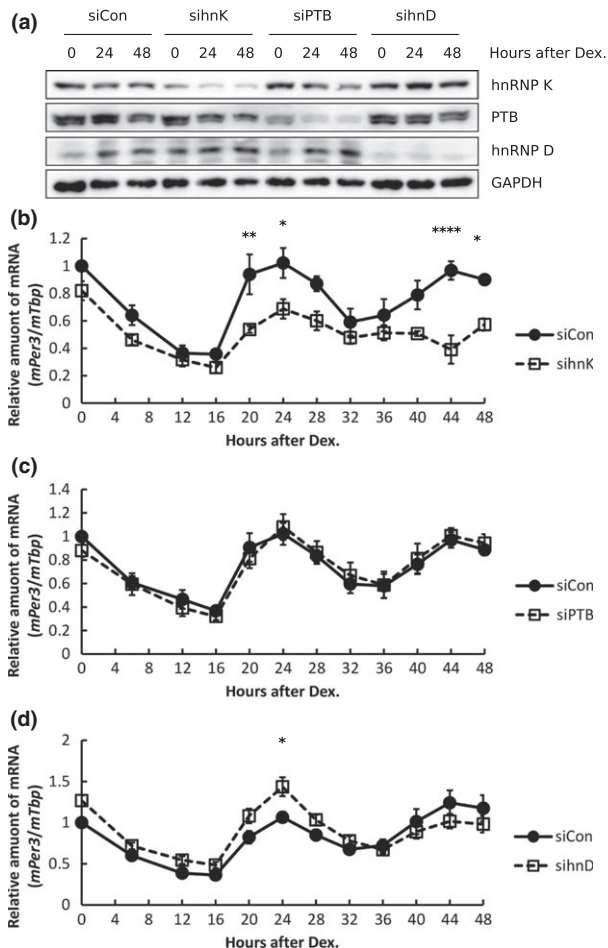 (a)
siCon sihnK siPTB sihnD
0 24 48 0 24 48 0 24 48 0 24 48 Hours after Dex.
hnRNP K
PTB
hnRNP D
GAPDH
(b)
** * **** *
1.2
1
0.8
0.6
0.4
0.2
0
0 4 8 12 16 20 24 28 32 36 40 44 48
Relative amuont of mRNA
(mPer3/mTbp)
Hours after Dex.
siCon
sihnK
(c)
1.4
1.2
1
0.8
0.6
0.4
0.2
0
0 4 8 12 16 20 24 28 32 36 40 44 48
Relative amuont of mRNA
(mPer3/mTbp)
Hours after Dex.
siCon
siPTB
(d)
*
2
1.5
1
0.5
0
0 4 8 12 16 20 24 28 32 36 40 44 48
Relative amuont of mRNA
(mPer3/mTbp)
Hours after Dex.
siCon
sihnD